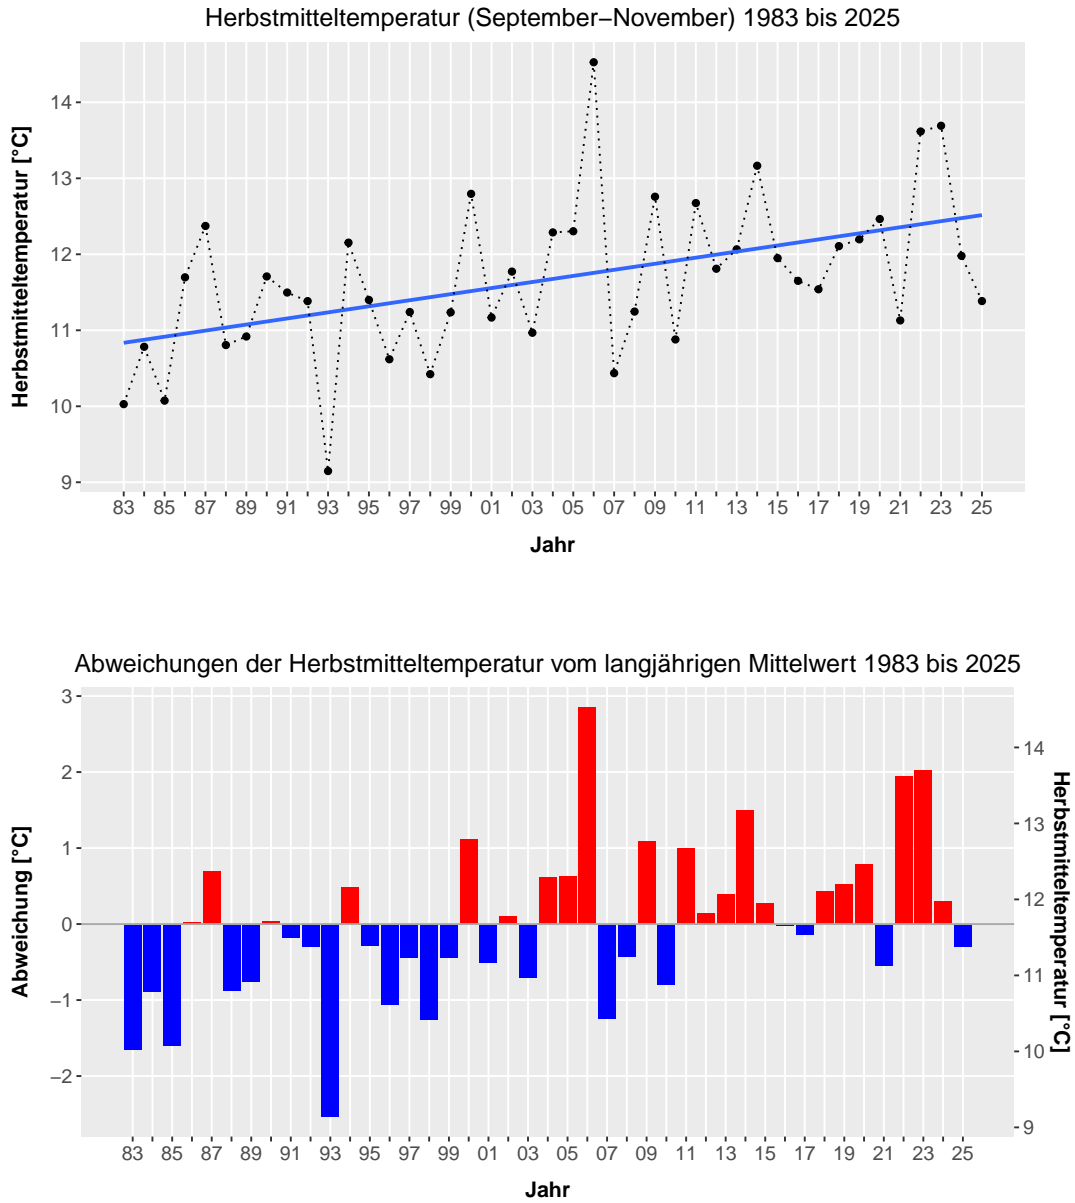 Herbstmitteltemperatur (September−November) 1983 bis 2025
Herbstmitteltemperatur [°C]
14
13
12
11
10
9
83 85 87 89 91 93 95 97 99 01 03 05 07 09 11 13 15 17 19 21 23 25
Jahr
Abweichungen der Herbstmitteltemperatur vom langjährigen Mittelwert 1983 bis 2025
Abweichung [°C]
3
2
1
0
−1
−2
14
13
12
11
10
9
Herbstmitteltemperatur [°C]
83 85 87 89 91 93 95 97 99 01 03 05 07 09 11 13 15 17 19 21 23 25
Jahr